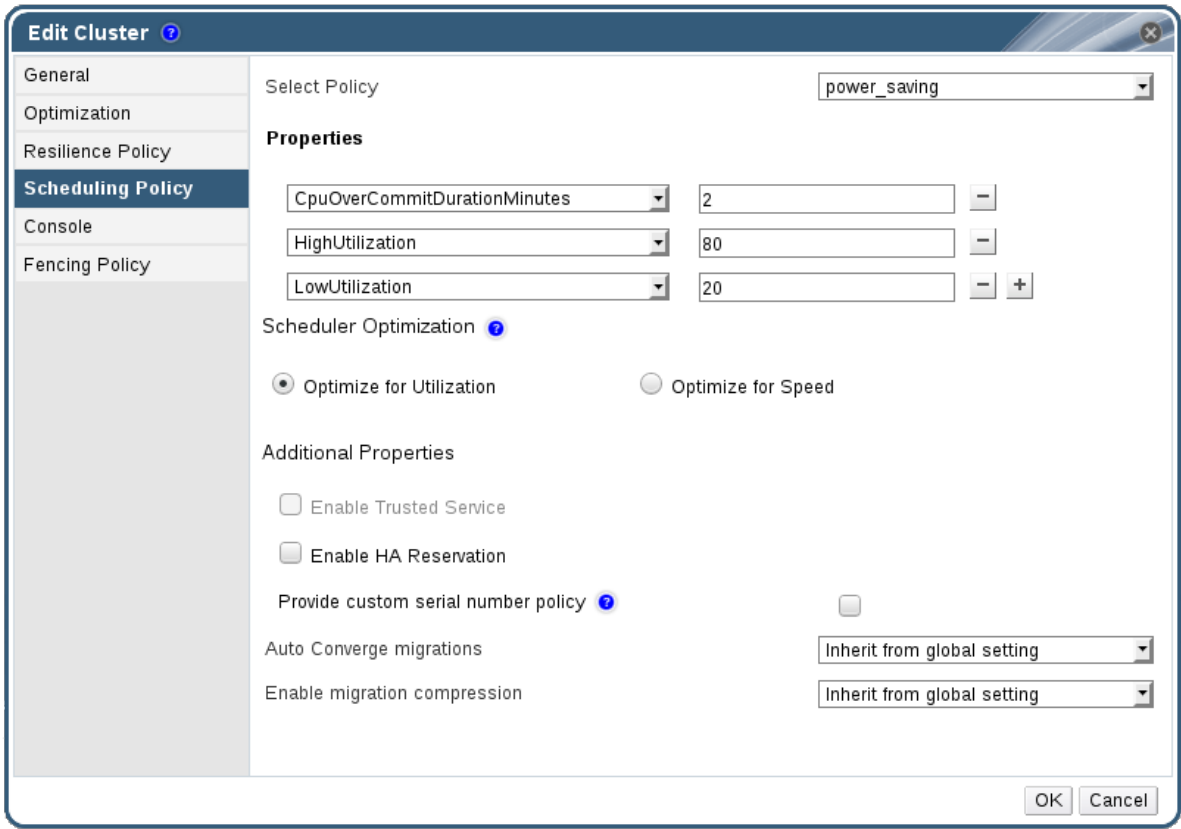 Edit Cluster ?
General
Optimization
Resilience Policy
Scheduling Policy
Console
Fencing Policy
Select Policy power_saving
Properties
CpuOverCommitDurationMinutes 2 −
HighUtilization 80 −
LowUtilization 20 − +
Scheduler Optimization ?
Optimize for Utilization Optimize for Speed
Additional Properties
Enable Trusted Service
Enable HA Reservation
Provide custom serial number policy ?
Auto Converge migrations Inherit from global setting
Enable migration compression Inherit from global setting
OK Cancel